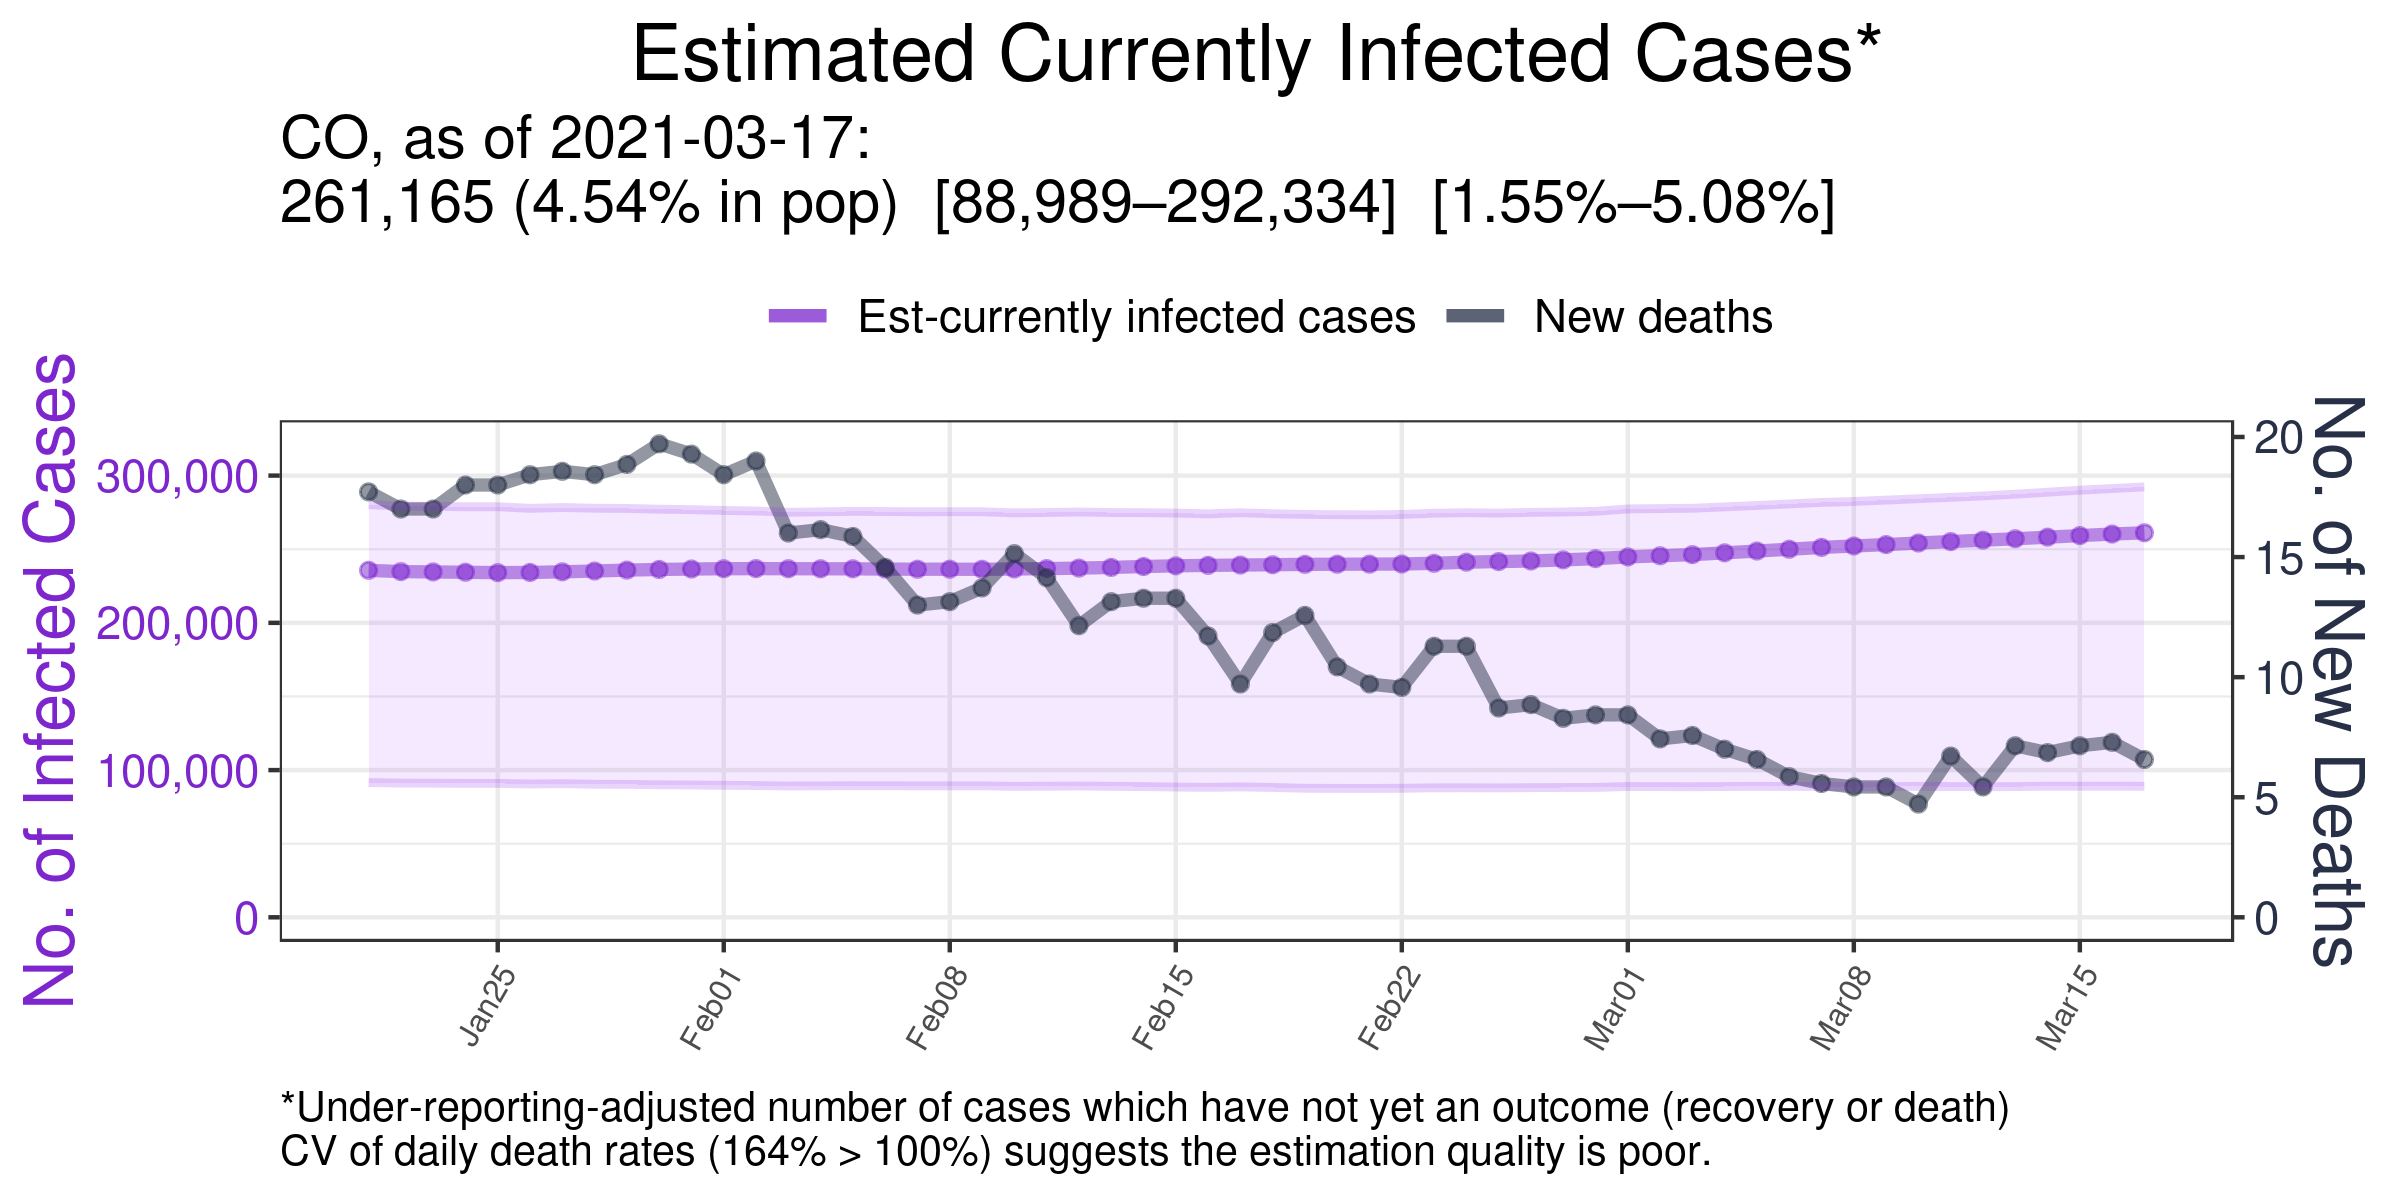 Estimated Currently Infected Cases*
CO, as of 2021-03-17:
261,165 (4.54% in pop)  [88,989–292,334]  [1.55%–5.08%]
Est-currently infected cases
New deaths
No. of Infected Cases
300,000
200,000
100,000
0
20
15
10
5
0
No. of New Deaths
Jan25
Feb01
Feb08
Feb15
Feb22
Mar01
Mar08
Mar15
*Under-reporting-adjusted number of cases which have not yet an outcome (recovery or death)
CV of daily death rates (164% > 100%) suggests the estimation quality is poor.